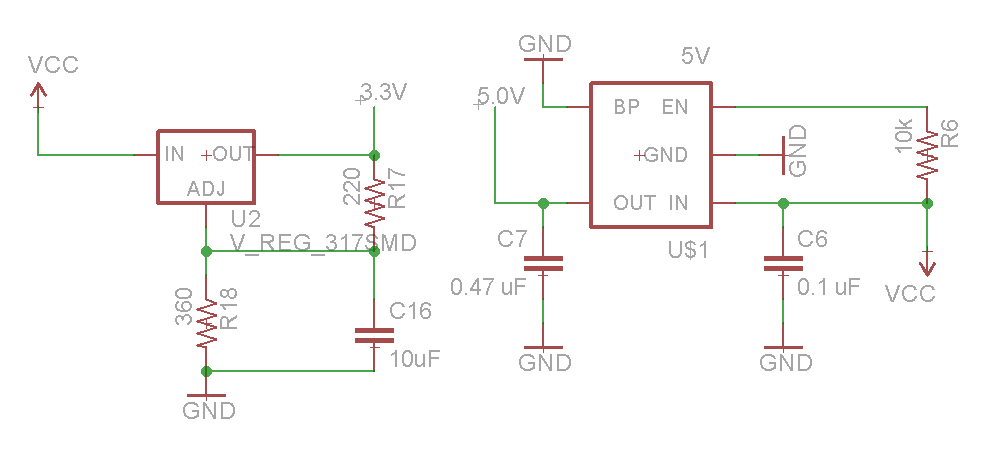 VCC
3.3V
IN
OUT
ADJ
220
R17
U2
V_REG_317SMD
360
R18
C16
10uF
GND
GND
5V
5.0V
BP
EN
GND
GND
OUT
IN
10k
R6
U$1
C7
0.47 uF
GND
C6
0.1 uF
GND
VCC